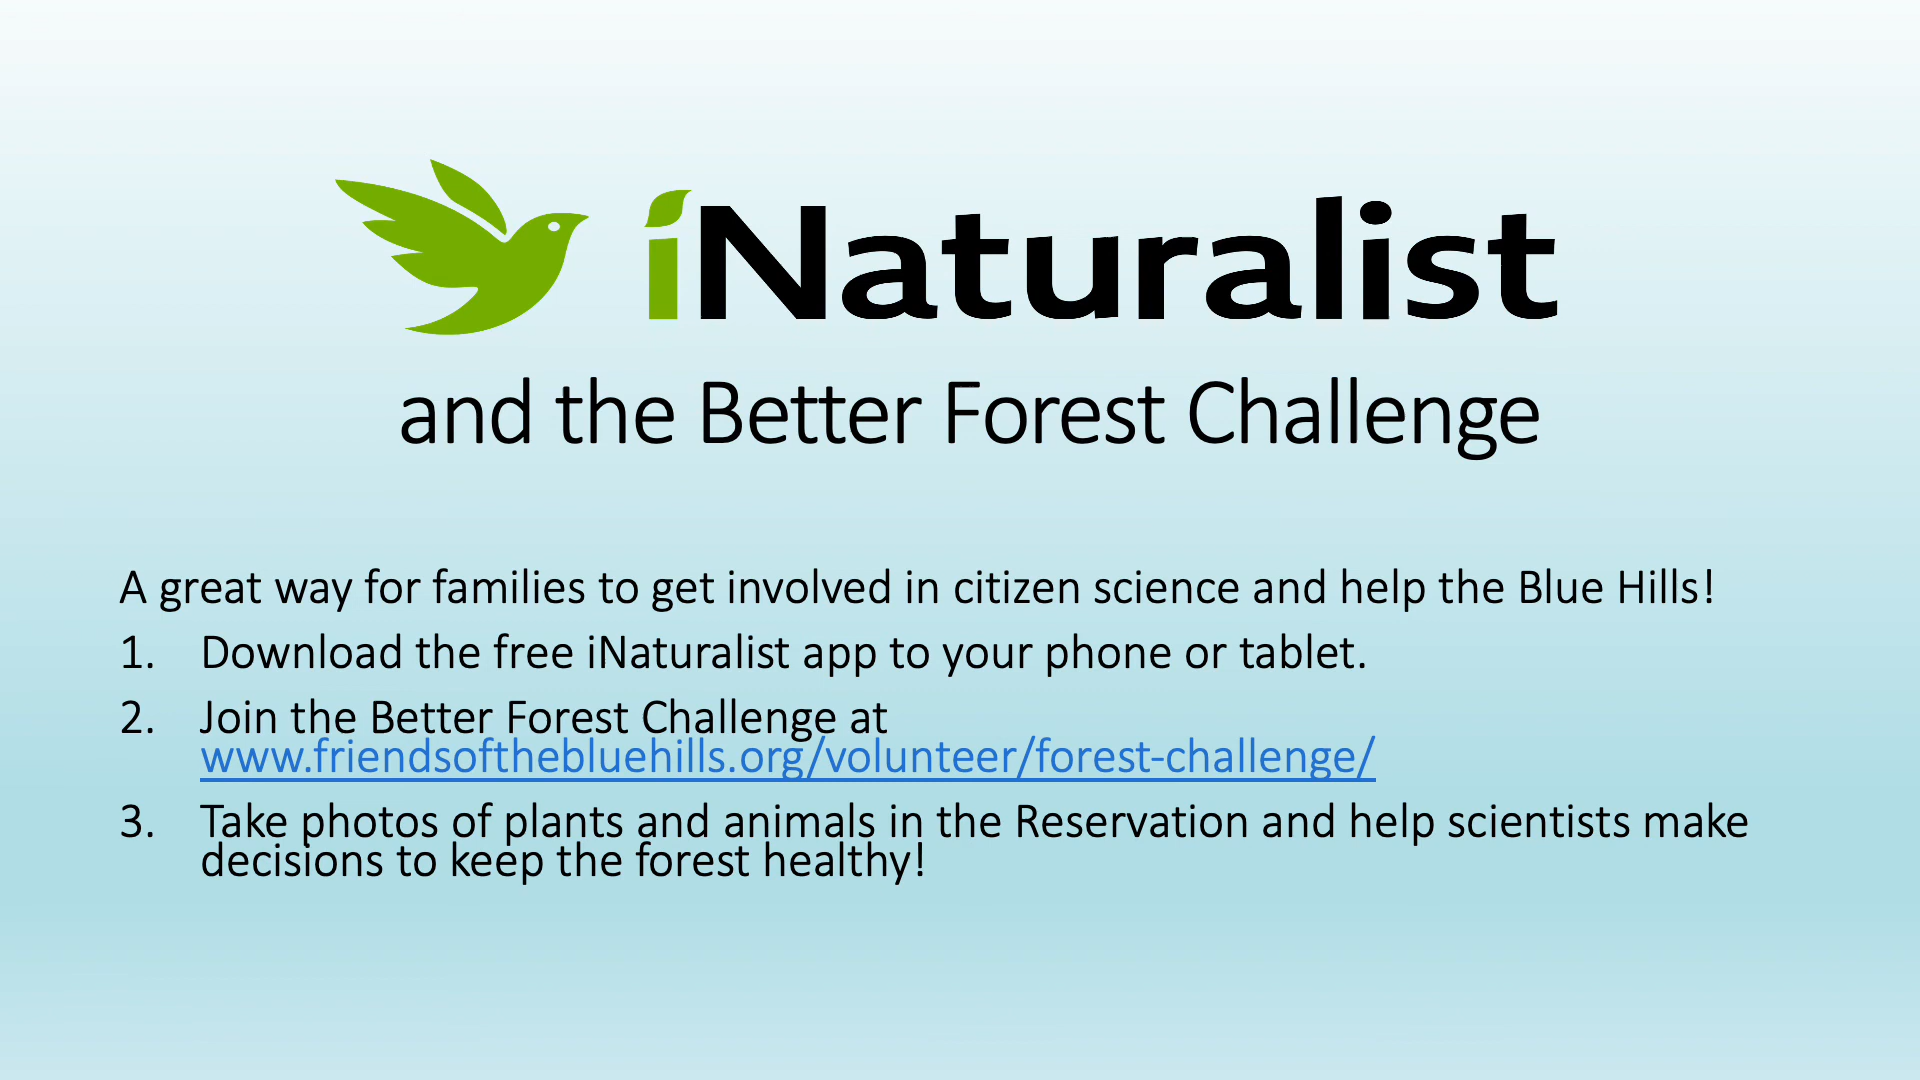 iNaturalist
and the Better Forest Challenge
A great way for families to get involved in citizen science and help the Blue Hills!
1. Download the free iNaturalist app to your phone or tablet.
2. Join the Better Forest Challenge at
www.friendsofthebluehills.org/volunteer/forest-challenge/
3. Take photos of plants and animals in the Reservation and help scientists make
decisions to keep the forest healthy!